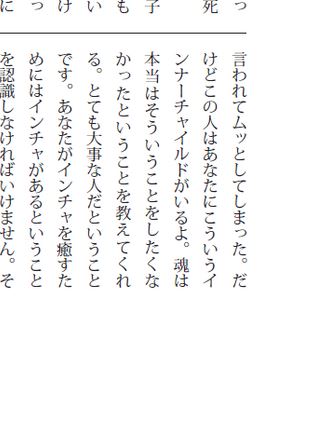 っ
死
子
も
い
け
っ
に
言われてムッとしてしまった。だ
けどこの人はあなたにこういうイ
ンナーチャイルドがいるよ。魂は
本当はそういうことをしたくな
かったということを教えてくれ
る。とても大事な人だということ
です。あなたがインチャを癒すた
めにはインチャがあるということ
を認識しなければいけません。そ